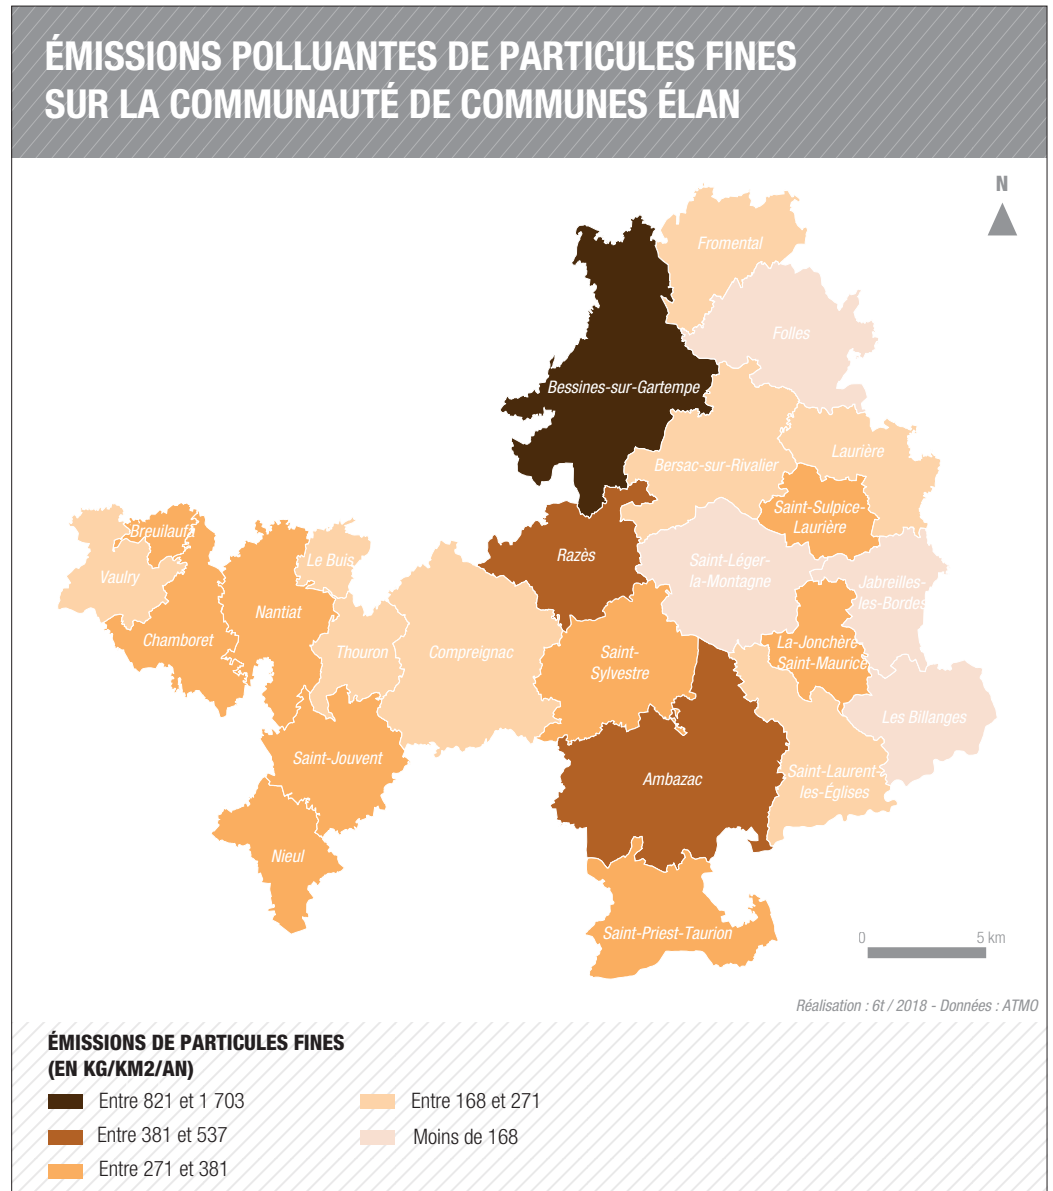 ÉMISSIONS POLLUANTES DE PARTICULES FINES
SUR LA COMMUNAUTÉ DE COMMUNES ÉLAN
N
Fromental
Folles
Bessines-sur-Gartempe
Laurière
Bersac-sur-Rivalier
Saint-Sulpice-
Laurière
Breuilaufa
Razès
Le Buis
Saint-Léger-
la-Montagne
Vaulry
Jabreilles-
les-Bordes
Nantiat
Chamboret
Thouron
Compreignac
Saint-
Sylvestre
La-Jonchère
Saint-Maurice
Les Billanges
Saint-Jouvent
Ambazac
Saint-Laurent-
les-Églises
Nieul
Saint-Priest-Taurion
0 5 km
Réalisation : 6t / 2018 - Données : ATMO
ÉMISSIONS DE PARTICULES FINES
(EN KG/KM2/AN)
Entre 821 et 1 703
Entre 381 et 537
Entre 271 et 381
Entre 168 et 271
Moins de 168